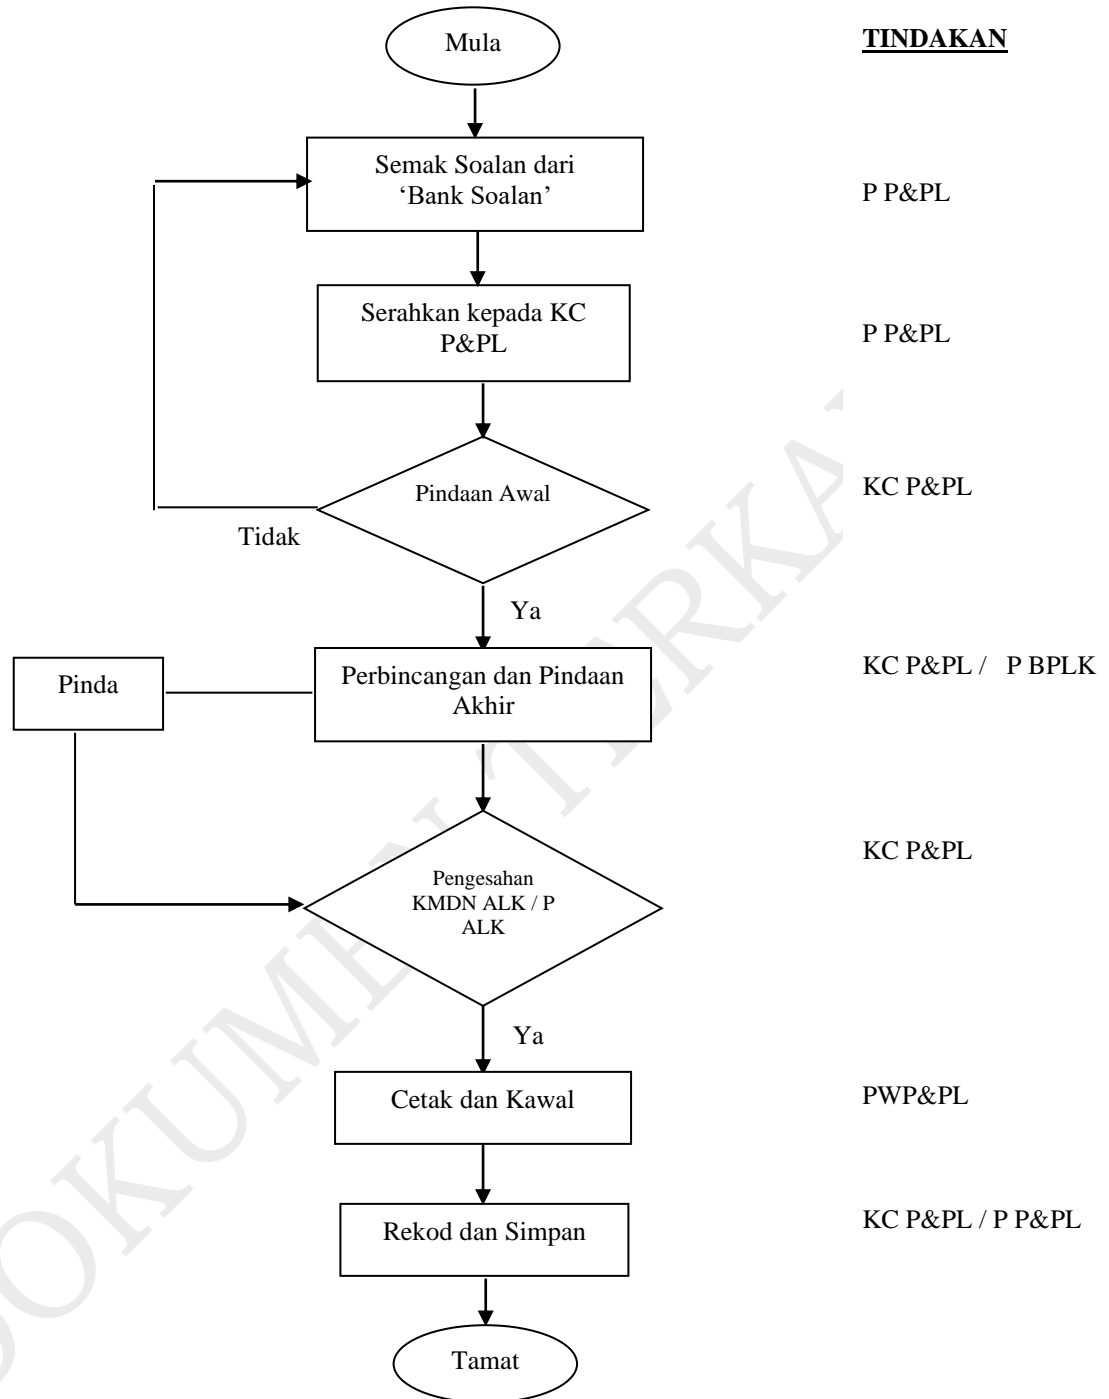 Mula
TINDAKAN
Semak Soalan dari
‘Bank Soalan’
P P&PL
Serahkan kepada KC
P&PL
P P&PL
Pindaan Awal
KC P&PL
Tidak
Ya
Pinda
Perbincangan dan Pindaan
Akhir
KC P&PL / P BPLK
Pengesahan
KMDN ALK / P
ALK
KC P&PL
Ya
Cetak dan Kawal
PWP&PL
Rekod dan Simpan
KC P&PL / P P&PL
Tamat